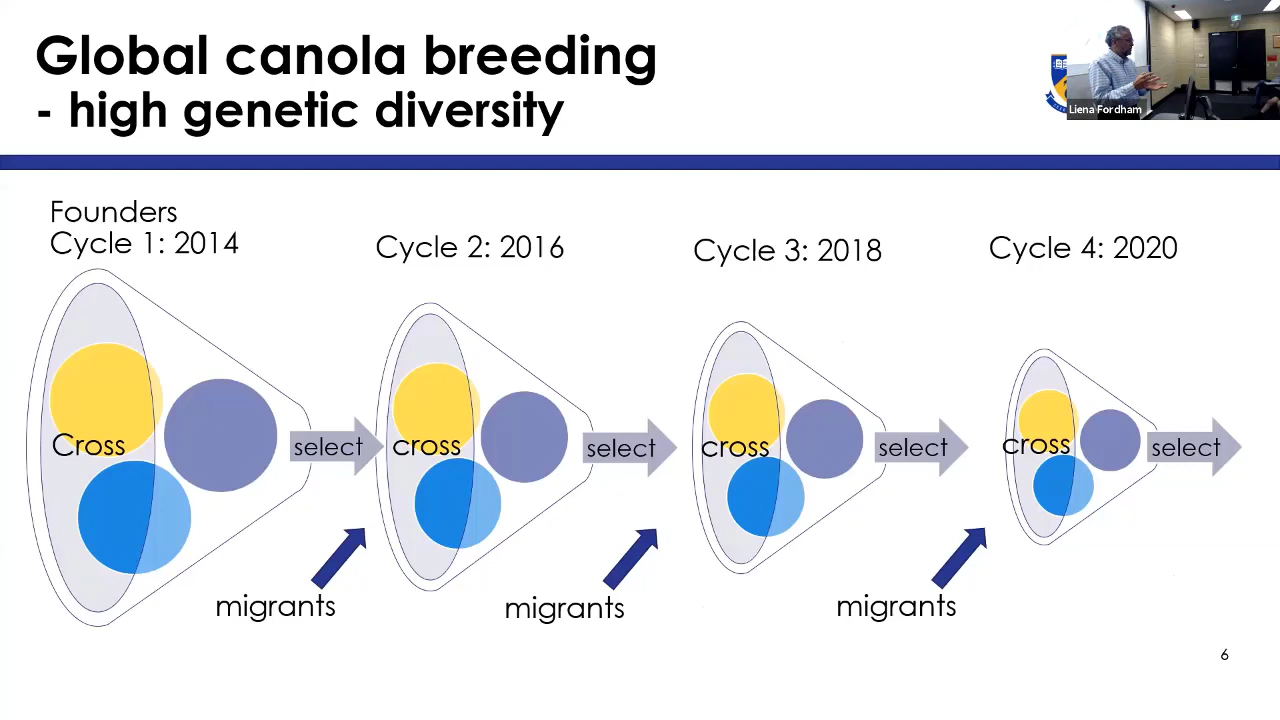 Global canola breeding
- high genetic diversity
Liena Fordham
Founders
Cycle 1: 2014
Cycle 2: 2016
Cycle 3: 2018
Cycle 4: 2020
Cross
select
cross
select
cross
select
cross
select
migrants
migrants
migrants
6